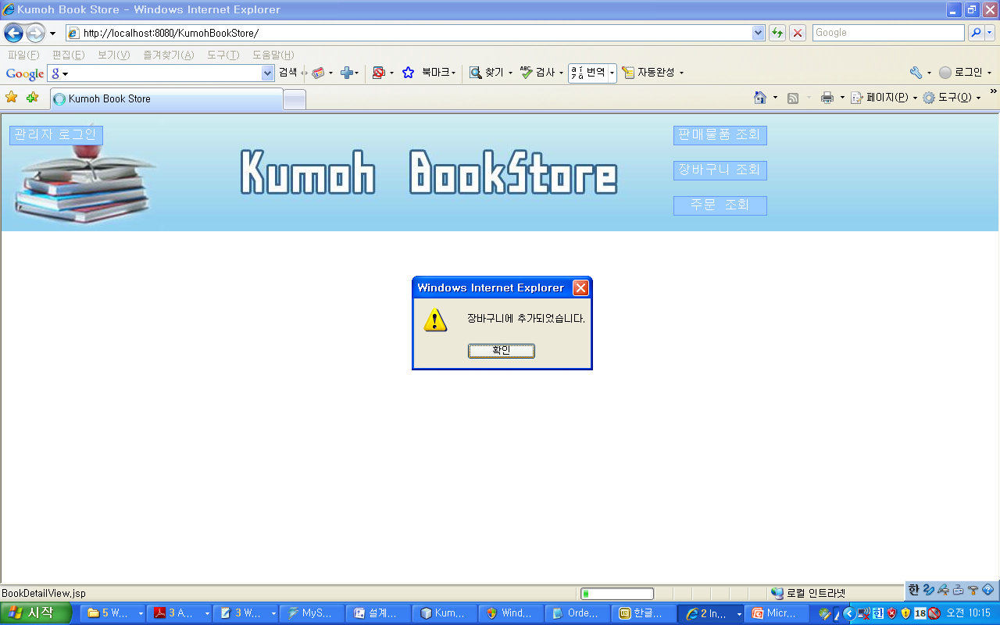 Kumoh Book Store - Windows Internet Explorer
http://localhost:8080/KumohBookStore/
Google
파일(F) 편집(E) 보기(V) 즐겨찾기(A) 도구(T) 도움말(H)
Google 검색 북마크 찾기 검사 번역 자동완성 로그인
Kumoh Book Store
페이지(P) 도구(O)
관리자 로그인
Kumoh BookStore
판매물품 조회
장바구니 조회
주문 조회
Windows Internet Explorer
장바구니에 추가되었습니다.
확인
BookDetailView.jsp
로컬 인트라넷
한
시작
5 W...
3 A...
3 W...
MyS...
설계...
Kum...
Wind...
Orde...
한글...
2 In...
Micr...
18
오전 10:15